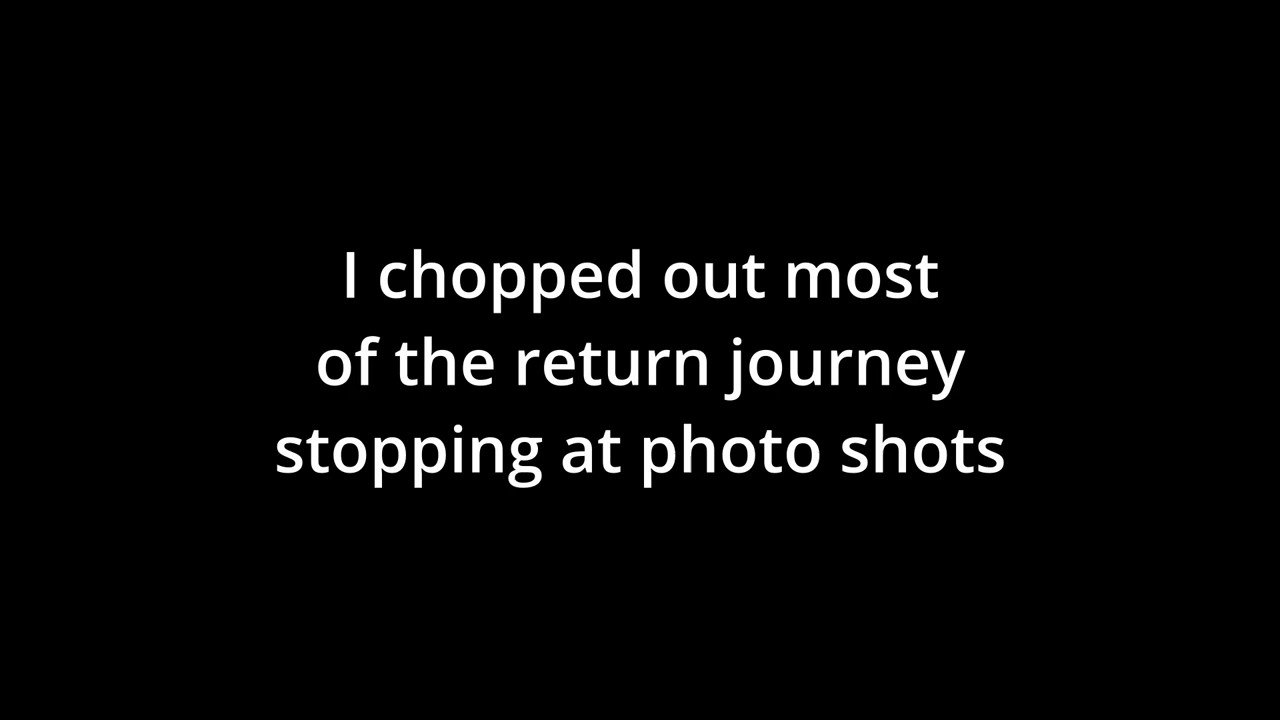 I chopped out most
of the return journey
stopping at photo shots